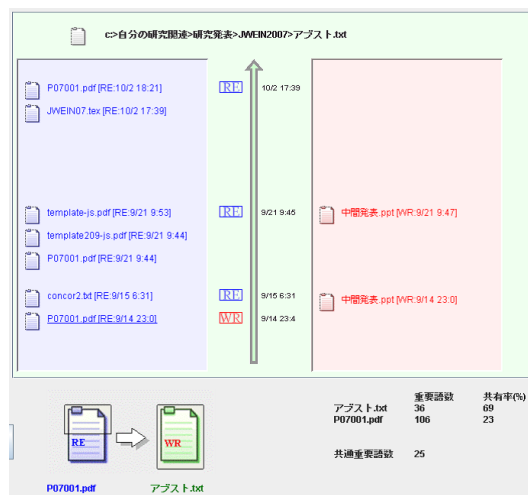 c:>自分の研究関連>研究発表>JWEIN2007>アブスト.txt
P07001.pdf [RE:10/2 18:21]
RE
10/2 17:39
JWEIN07.tex [RE:10/2 17:39]
template-js.pdf [RE:9/21 9:53]
RE
9/21 9:45
中間発表.ppt [WR:9/21 9:47]
template209-js.pdf [RE:9/21 9:44]
P07001.pdf [RE:9/21 9:44]
concor2.txt [RE:9/15 6:31]
RE
9/15 6:31
中間発表.ppt [WR:9/14 23:0]
P07001.pdf [RE:9/14 23:0]
WR
9/14 23:4
重要語数 共有率(%)
アブスト.txt 36 69
P07001.pdf 106 23
共通重要語数 25
RE
WR
P07001.pdf
アブスト.txt